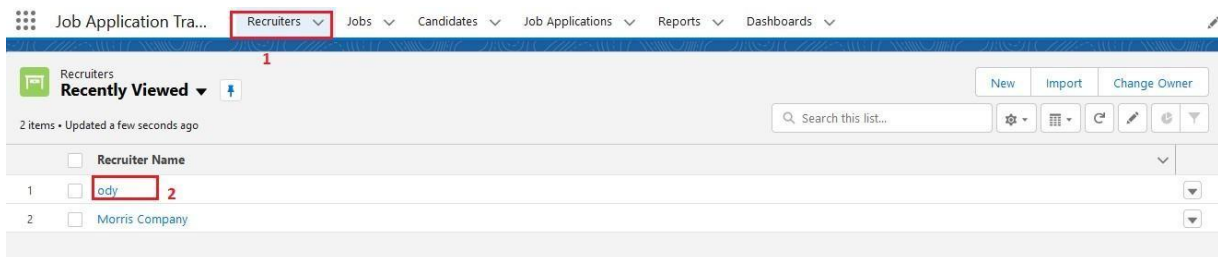 Job Application Tra... Recruiters Jobs Candidates Job Applications Reports Dashboards
1
Recruiters
Recently Viewed
New Import Change Owner
2 items • Updated a few seconds ago
Search this list...
Recruiter Name
1 ody 2
2 Morris Company